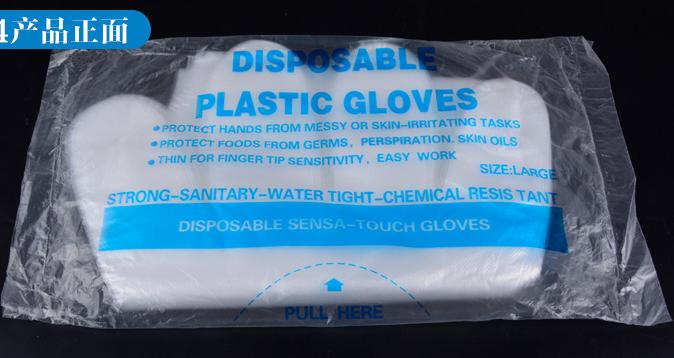 4产品正面
DISPOSABLE
PLASTIC GLOVES
•PROTECT HANDS FROM MESSY OR SKIN-IRRITATING TASKS
•PROTECT FOODS FROM GERMS, PERSPIRATION. SKIN OILS
•THIN FOR FINGER TIP SENSITIVITY, EASY WORK
SIZE:LARGE
STRONG-SANITARY-WATER TIGHT-CHEMICAL RESIS TANT
DISPOSABLE SENSA-TOUCH GLOVES
PULL HERE